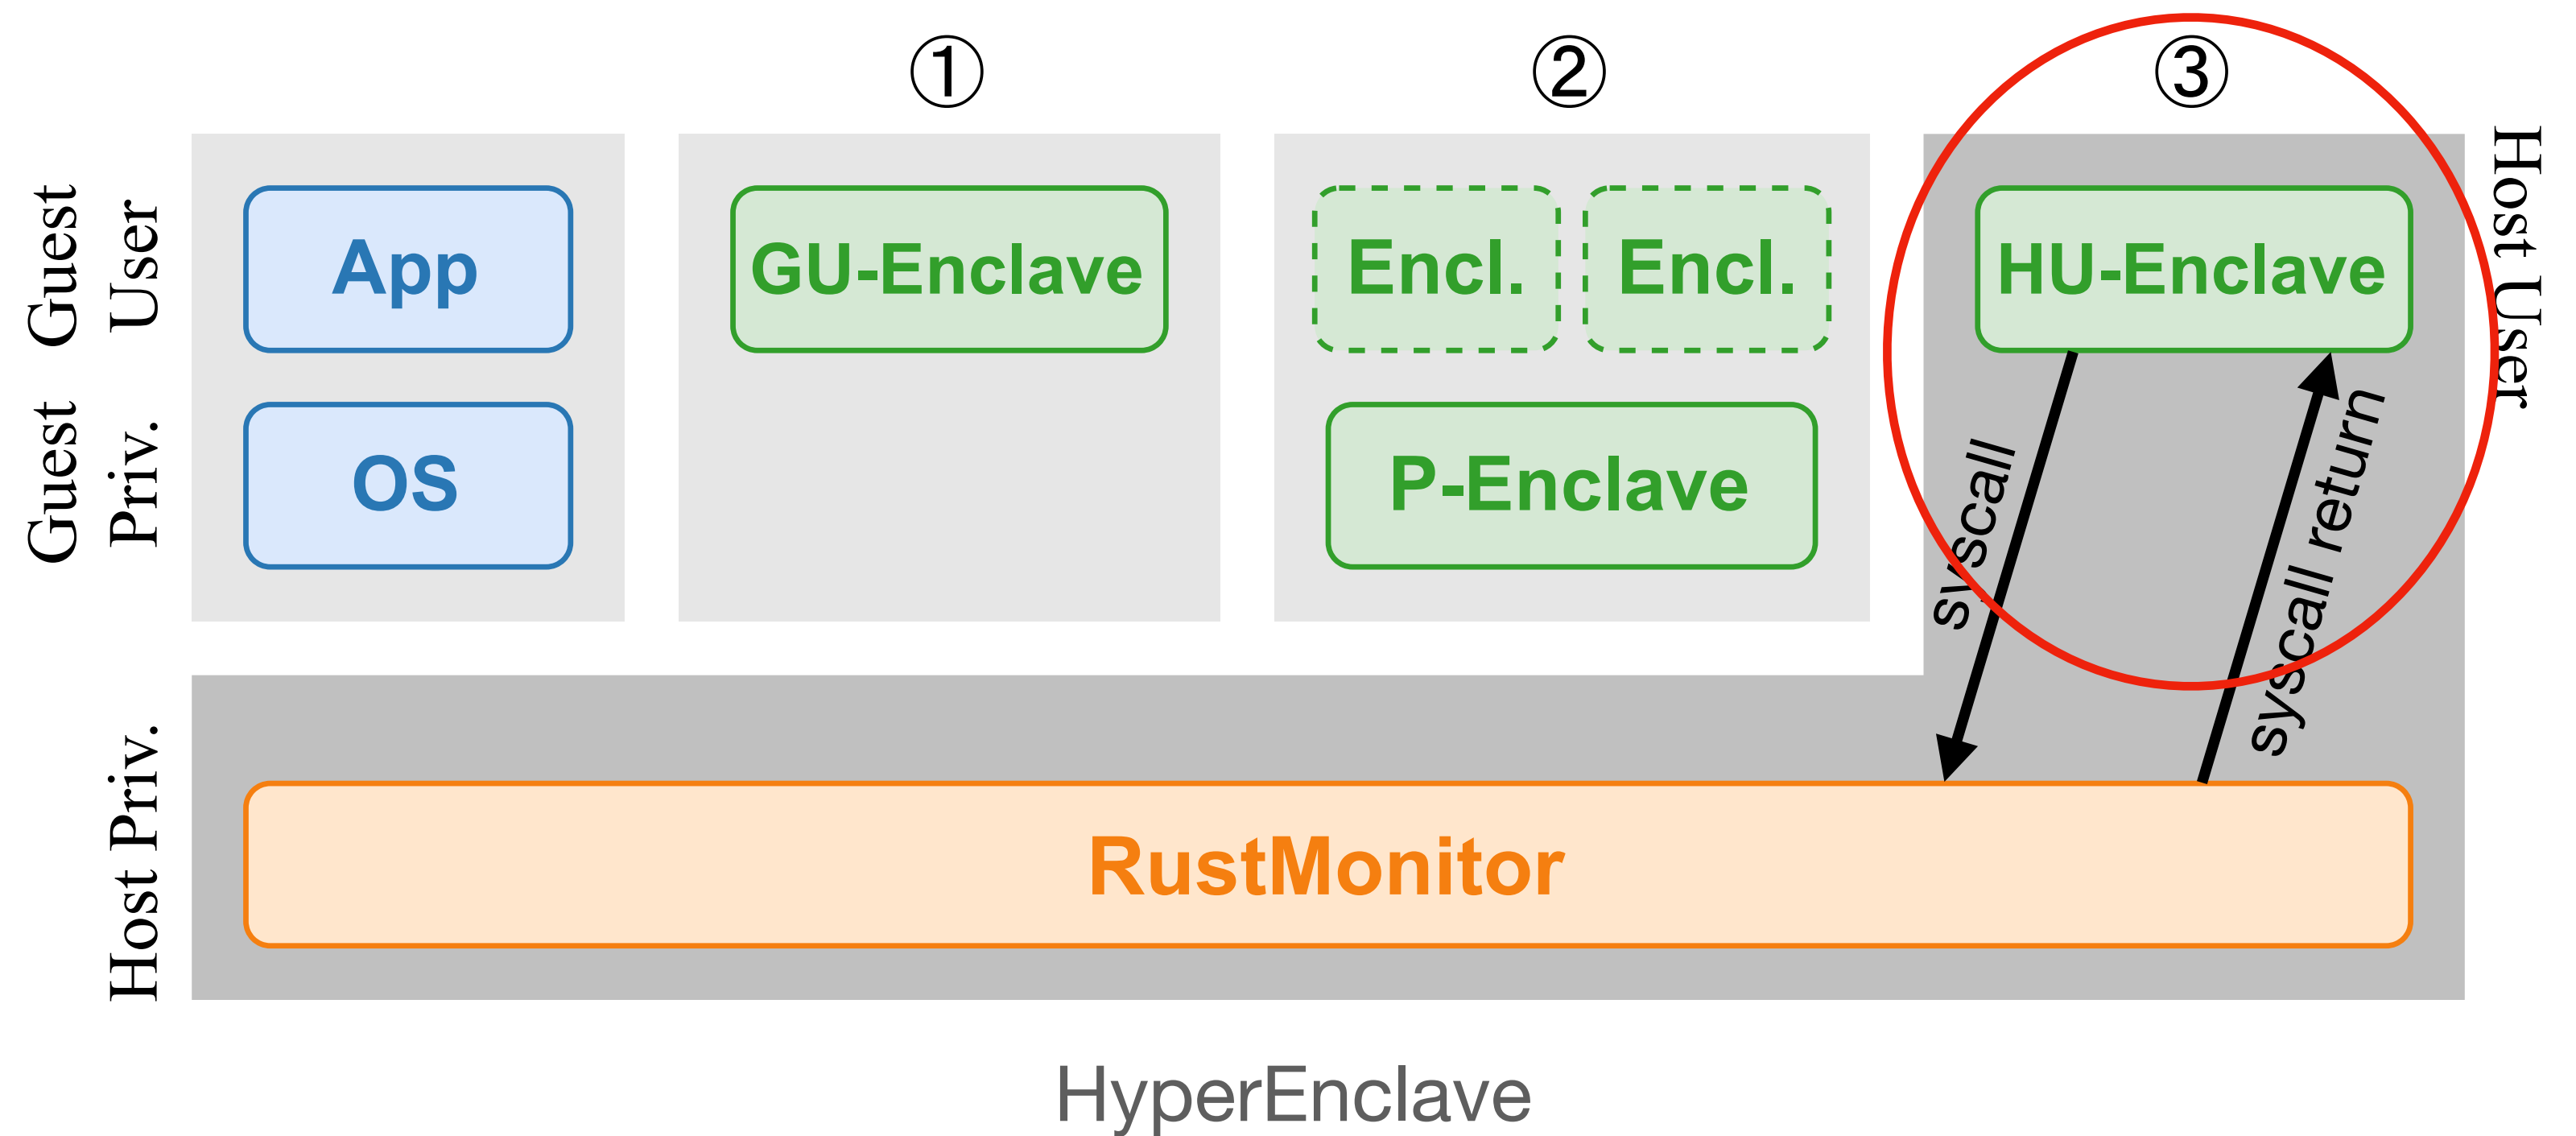 ①
②
③
Guest
User
App
GU-Enclave
Encl.
Encl.
HU-Enclave
Host User
Guest
Priv.
OS
P-Enclave
syscall
syscall return
Host Priv.
RustMonitor
HyperEnclave